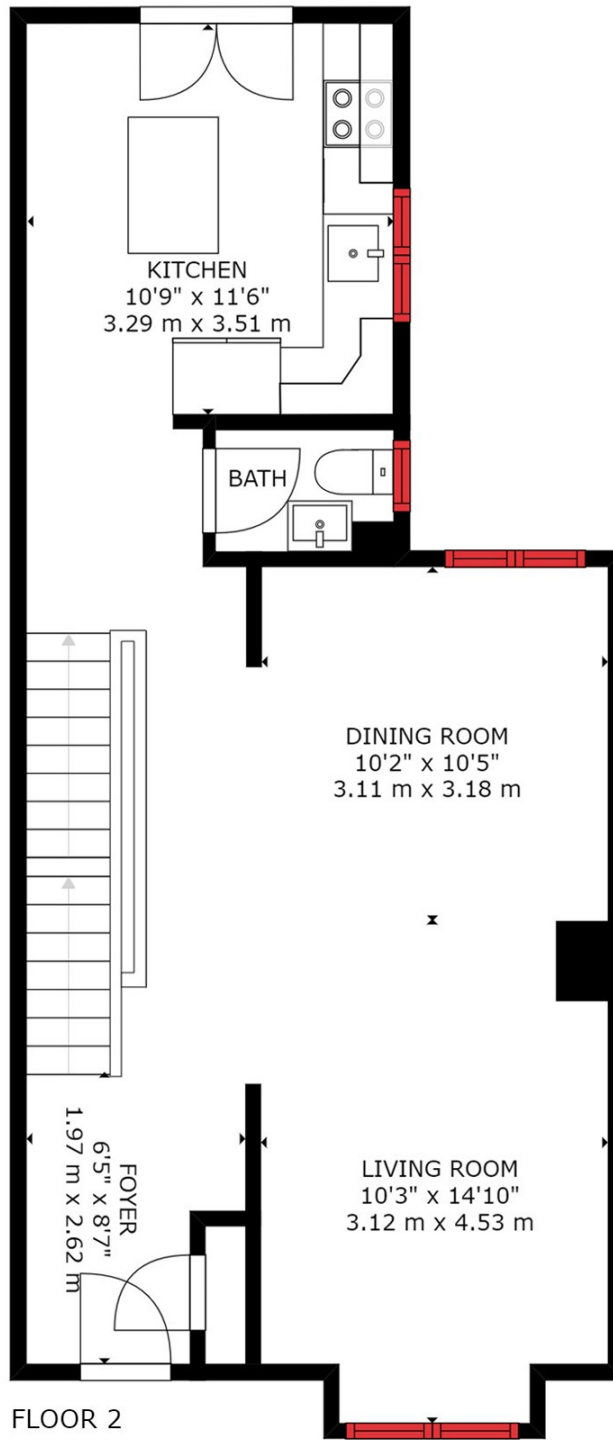 KITCHEN
10'9" x 11'6"
3.29 m x 3.51 m
BATH
DINING ROOM
10'2" x 10'5"
3.11 m x 3.18 m
LIVING ROOM
10'3" x 14'10"
3.12 m x 4.53 m
FOYER
6'5" x 8'7"
1.97 m x 2.62 m
FLOOR 2